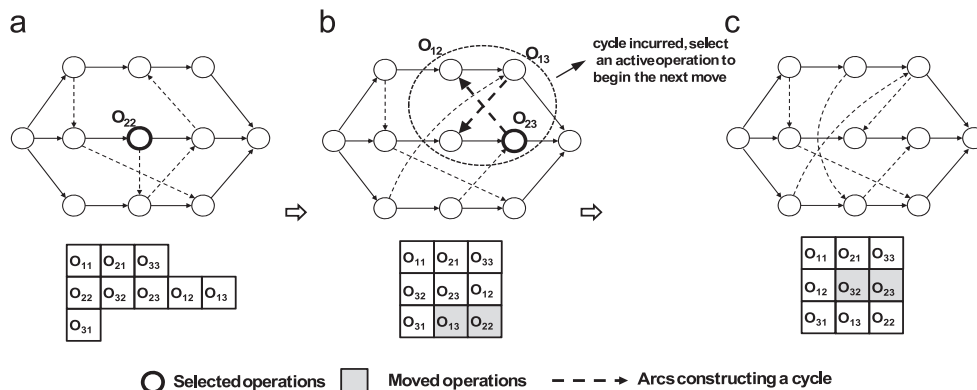 a
b
c
O22
O12
O13
O23
cycle incurred, select
an active operation to
begin the next move
O11 O21 O33
O22 O32 O23 O12 O13
O31
O11 O21 O33
O32 O23 O12
O31 O13 O22
O11 O21 O33
O12 O32 O23
O31 O13 O22
Selected operations
Moved operations
Arcs constructing a cycle